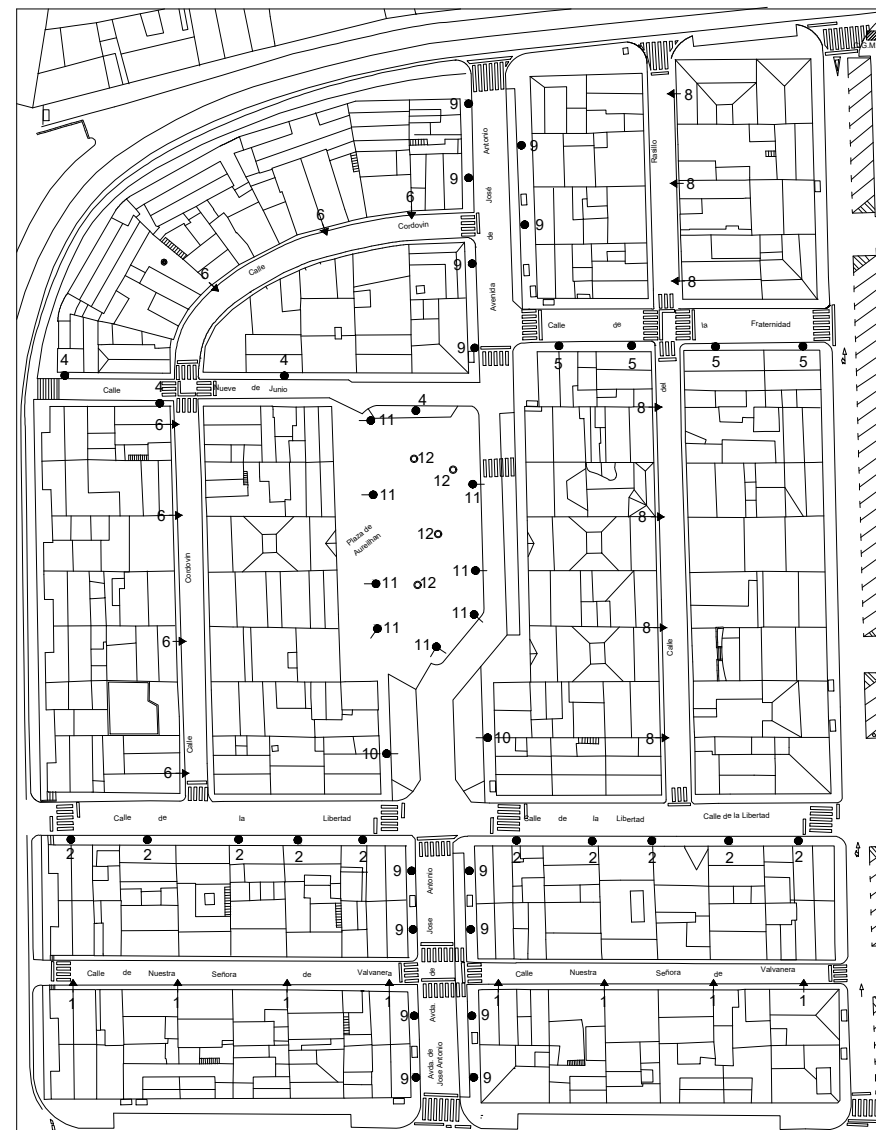 C.G.M
9
Antonio
Rasillo
8
9
9
José
8
6
6
Cordovin
de
9
Calle
6
9
8
Avenida
Calle de la Fraternidad
9
5
5
5
5
4
4
Calle Nueve de Junio
4
del
4
8
6
11
12
12
11
11
6
8
Plaza de
Aureilhan
12
Cordovín
11
11
12
11
11
8
6
11
Calle
10
10
8
Calle
6
Calle de la Libertad
Calle de la Libertad
Calle de la Libertad
2
2
2
2
2
2
2
2
2
2
9
Antonio
9
9
Jose
9
Calle de Nuestra Señora de Valvanera
de
Calle Nuestra Señora de Valvanera
1
1
1
1
1
1
1
1
9
Avda.
9
9
Avda. de
Jose Antonio
9